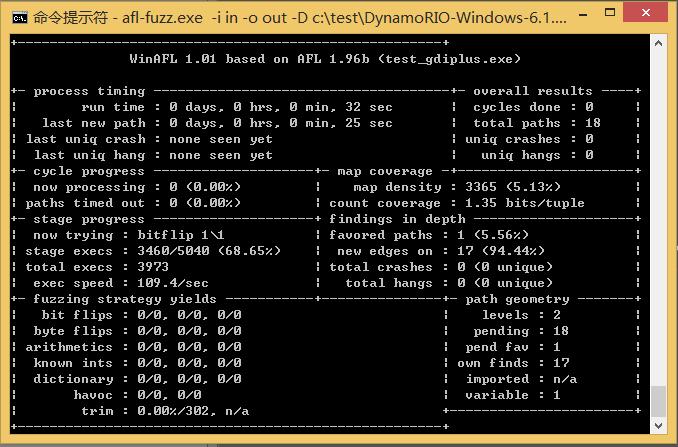 命令提示符 - afl-fuzz.exe -i in -o out -D c:\test\DynamoRIO-Windows-6.1....
WinAFL 1.01 based on AFL 1.96b (test_gdiplus.exe)
process timing overall results
run time : 0 days, 0 hrs, 0 min, 32 sec cycles done : 0
last new path : 0 days, 0 hrs, 0 min, 25 sec total paths : 18
last uniq crash : none seen yet uniq crashes : 0
last uniq hang : none seen yet uniq hangs : 0
cycle progress map coverage
now processing : 0 (0.00%) map density : 3365 (5.13%)
paths timed out : 0 (0.00%) count coverage : 1.35 bits/tuple
stage progress findings in depth
now trying : bitflip 1\1 favored paths : 1 (5.56%)
stage execs : 3460/5040 (68.65%) new edges on : 17 (94.44%)
total execs : 3973 total crashes : 0 (0 unique)
exec speed : 109.4/sec total hangs : 0 (0 unique)
fuzzing strategy yields path geometry
bit flips : 0/0, 0/0, 0/0 levels : 2
byte flips : 0/0, 0/0, 0/0 pending : 18
arithmetics : 0/0, 0/0, 0/0 pend fav : 1
known ints : 0/0, 0/0, 0/0 own finds : 17
dictionary : 0/0, 0/0, 0/0 imported : n/a
havoc : 0/0, 0/0 variable : 1
trim : 0.00%/302, n/a